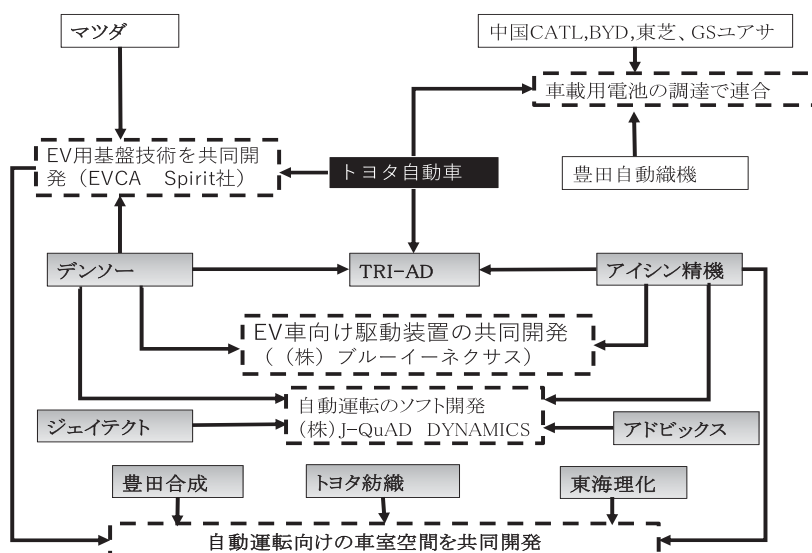 マツダ
中国CATL,BYD,東芝、GSユアサ
車載用電池の調達で連合
EV用基盤技術を共同開
発（EVCA　Spirit社）
トヨタ自動車
豊田自動織機
デンソー
TRI-AD
アイシン精機
EV車向け駆動装置の共同開発
（（株）ブルーイーネクサス）
自動運転のソフト開発
(株)J-QuAD　DYNAMICS
ジェイテクト
アドビックス
豊田合成
トヨタ紡織
東海理化
自動運転向けの車室空間を共同開発